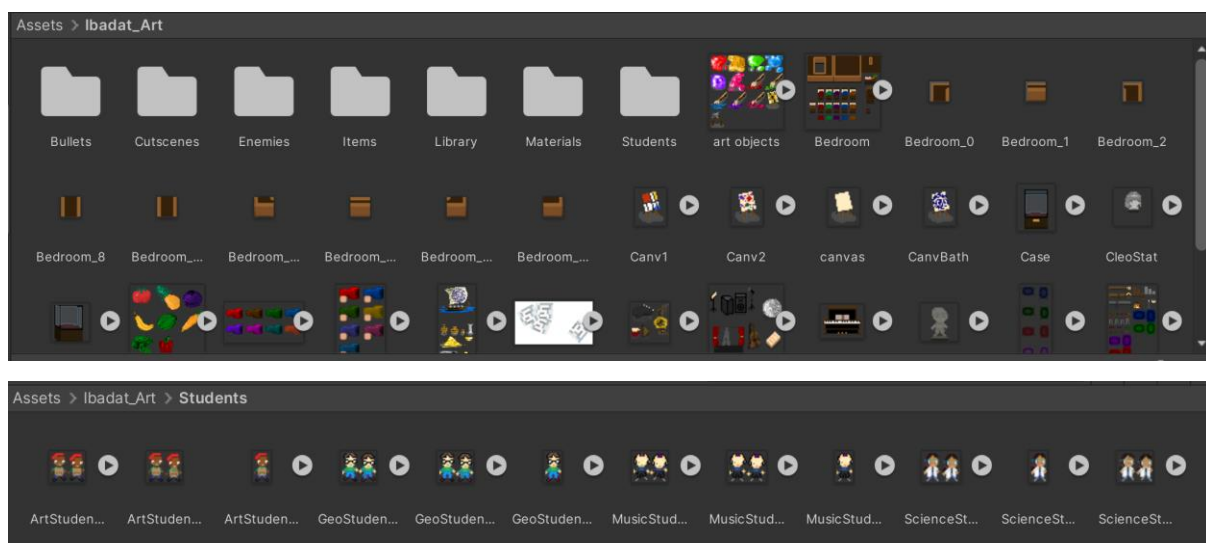 Assets > Ibadat_Art
Bullets Cutscenes Enemies Items Library Materials Students art objects Bedroom Bedroom_0 Bedroom_1 Bedroom_2
Bedroom_8 Bedroom_... Bedroom_... Bedroom_... Bedroom_... Bedroom_... Canv1 Canv2 canvas CanvBath Case CleoStat
Assets > Ibadat_Art > Students
ArtStuden... ArtStuden... ArtStuden... GeoStuden... GeoStuden... GeoStuden... MusicStud... MusicStud... MusicStud... ScienceSt... ScienceSt... ScienceSt...